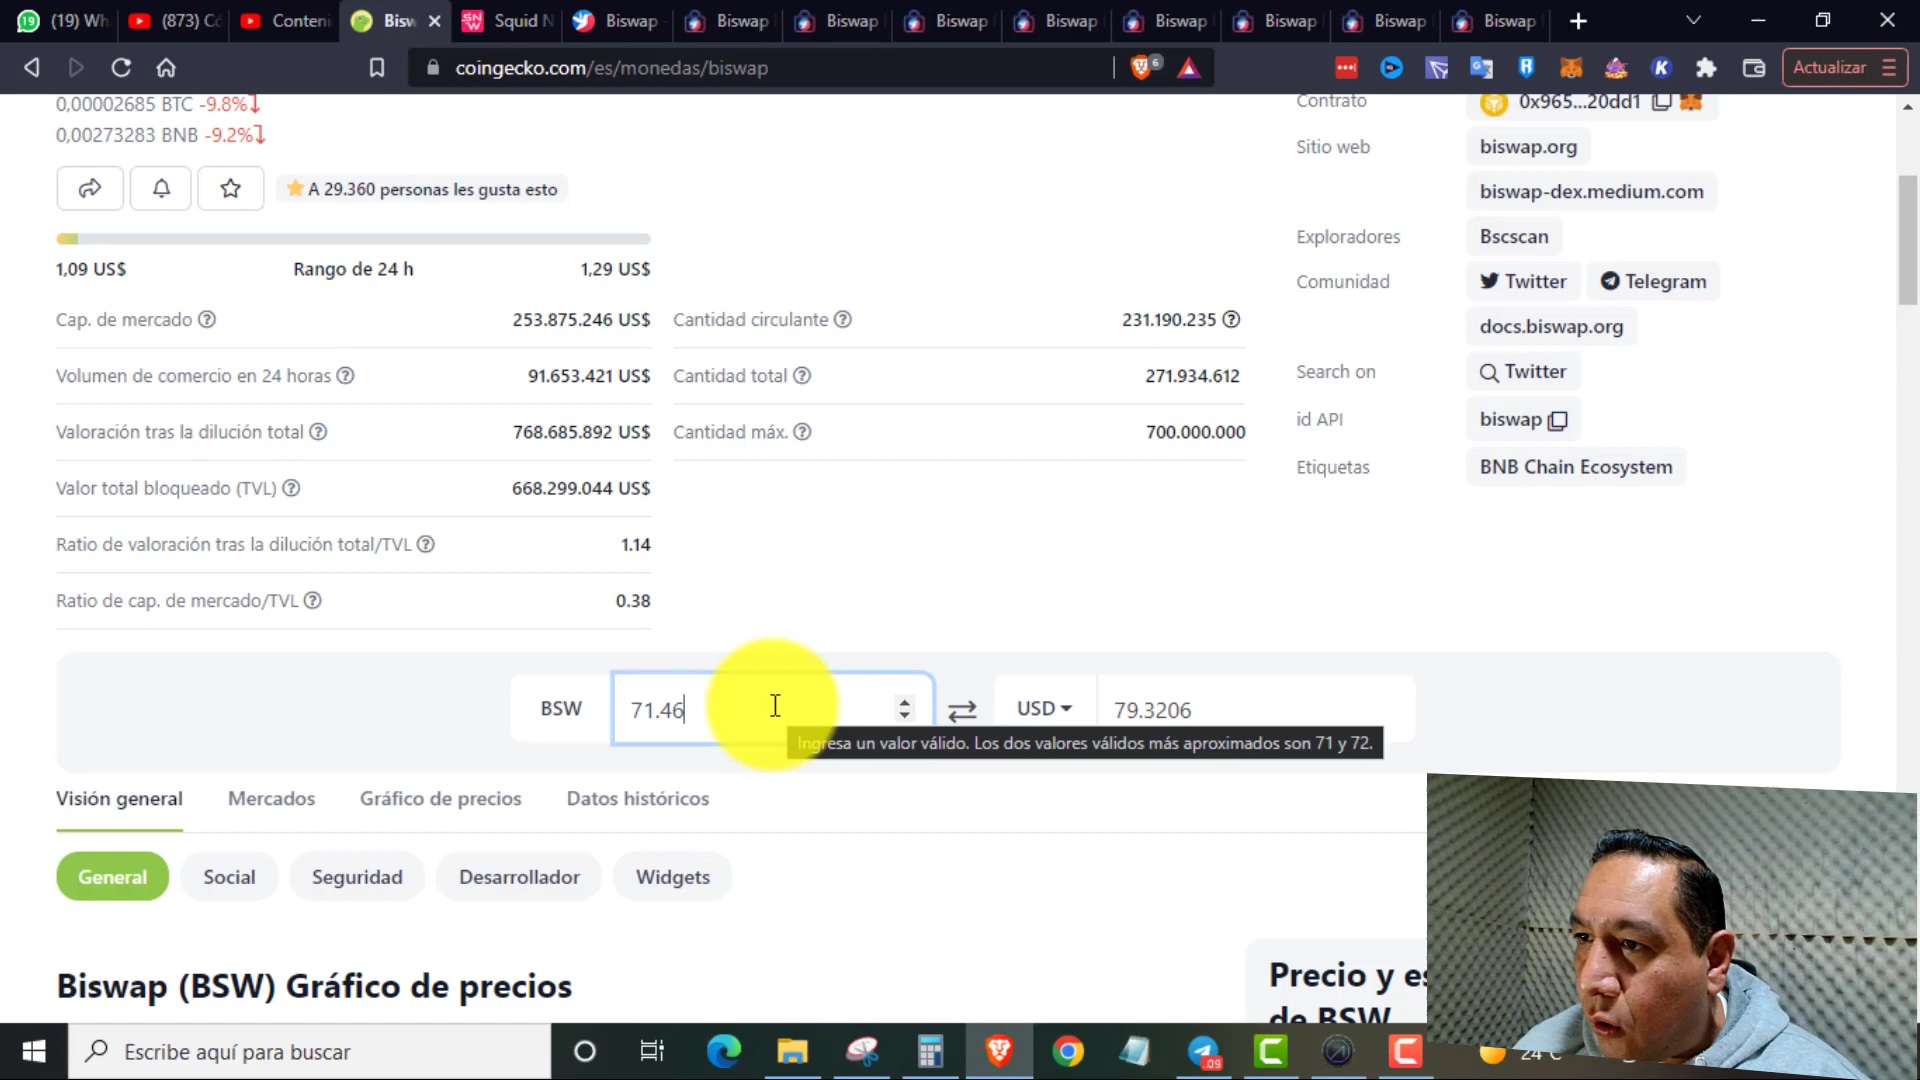 (19) Wh
(873) Co
Conteni
Bisw
Squid N
Biswap
Biswap
Biswap
Biswap
Biswap
Biswap
Biswap
Biswap
Biswap
coingecko.com/es/monedas/biswap
6
Actualizar
0,00002685 BTC -9.8%
0,00273283 BNB -9.2%
A 29.360 personas les gusta esto
1,09 US$ Rango de 24 h 1,29 US$
Cap. de mercado 253.875.246 US$
Volumen de comercio en 24 horas 91.653.421 US$
Valoración tras la dilución total 768.685.892 US$
Valor total bloqueado (TVL) 668.299.044 US$
Ratio de valoración tras la dilución total/TVL 1.14
Ratio de cap. de mercado/TVL 0.38
Cantidad circulante 231.190.235
Cantidad total 271.934.612
Cantidad máx. 700.000.000
Contrato 0x965...20dd1
Sitio web biswap.org
biswap-dex.medium.com
Exploradores Bscscan
Comunidad Twitter Telegram
docs.biswap.org
Search on Twitter
id API biswap
Etiquetas BNB Chain Ecosystem
BSW 71.46 USD 79.3206
Ingresa un valor válido. Los dos valores válidos más aproximados son 71 y 72.
Visión general Mercados Gráfico de precios Datos históricos
General Social Seguridad Desarrollador Widgets
Biswap (BSW) Gráfico de precios
Precio y es
de BSW
Escribe aquí para buscar
.09
24°C